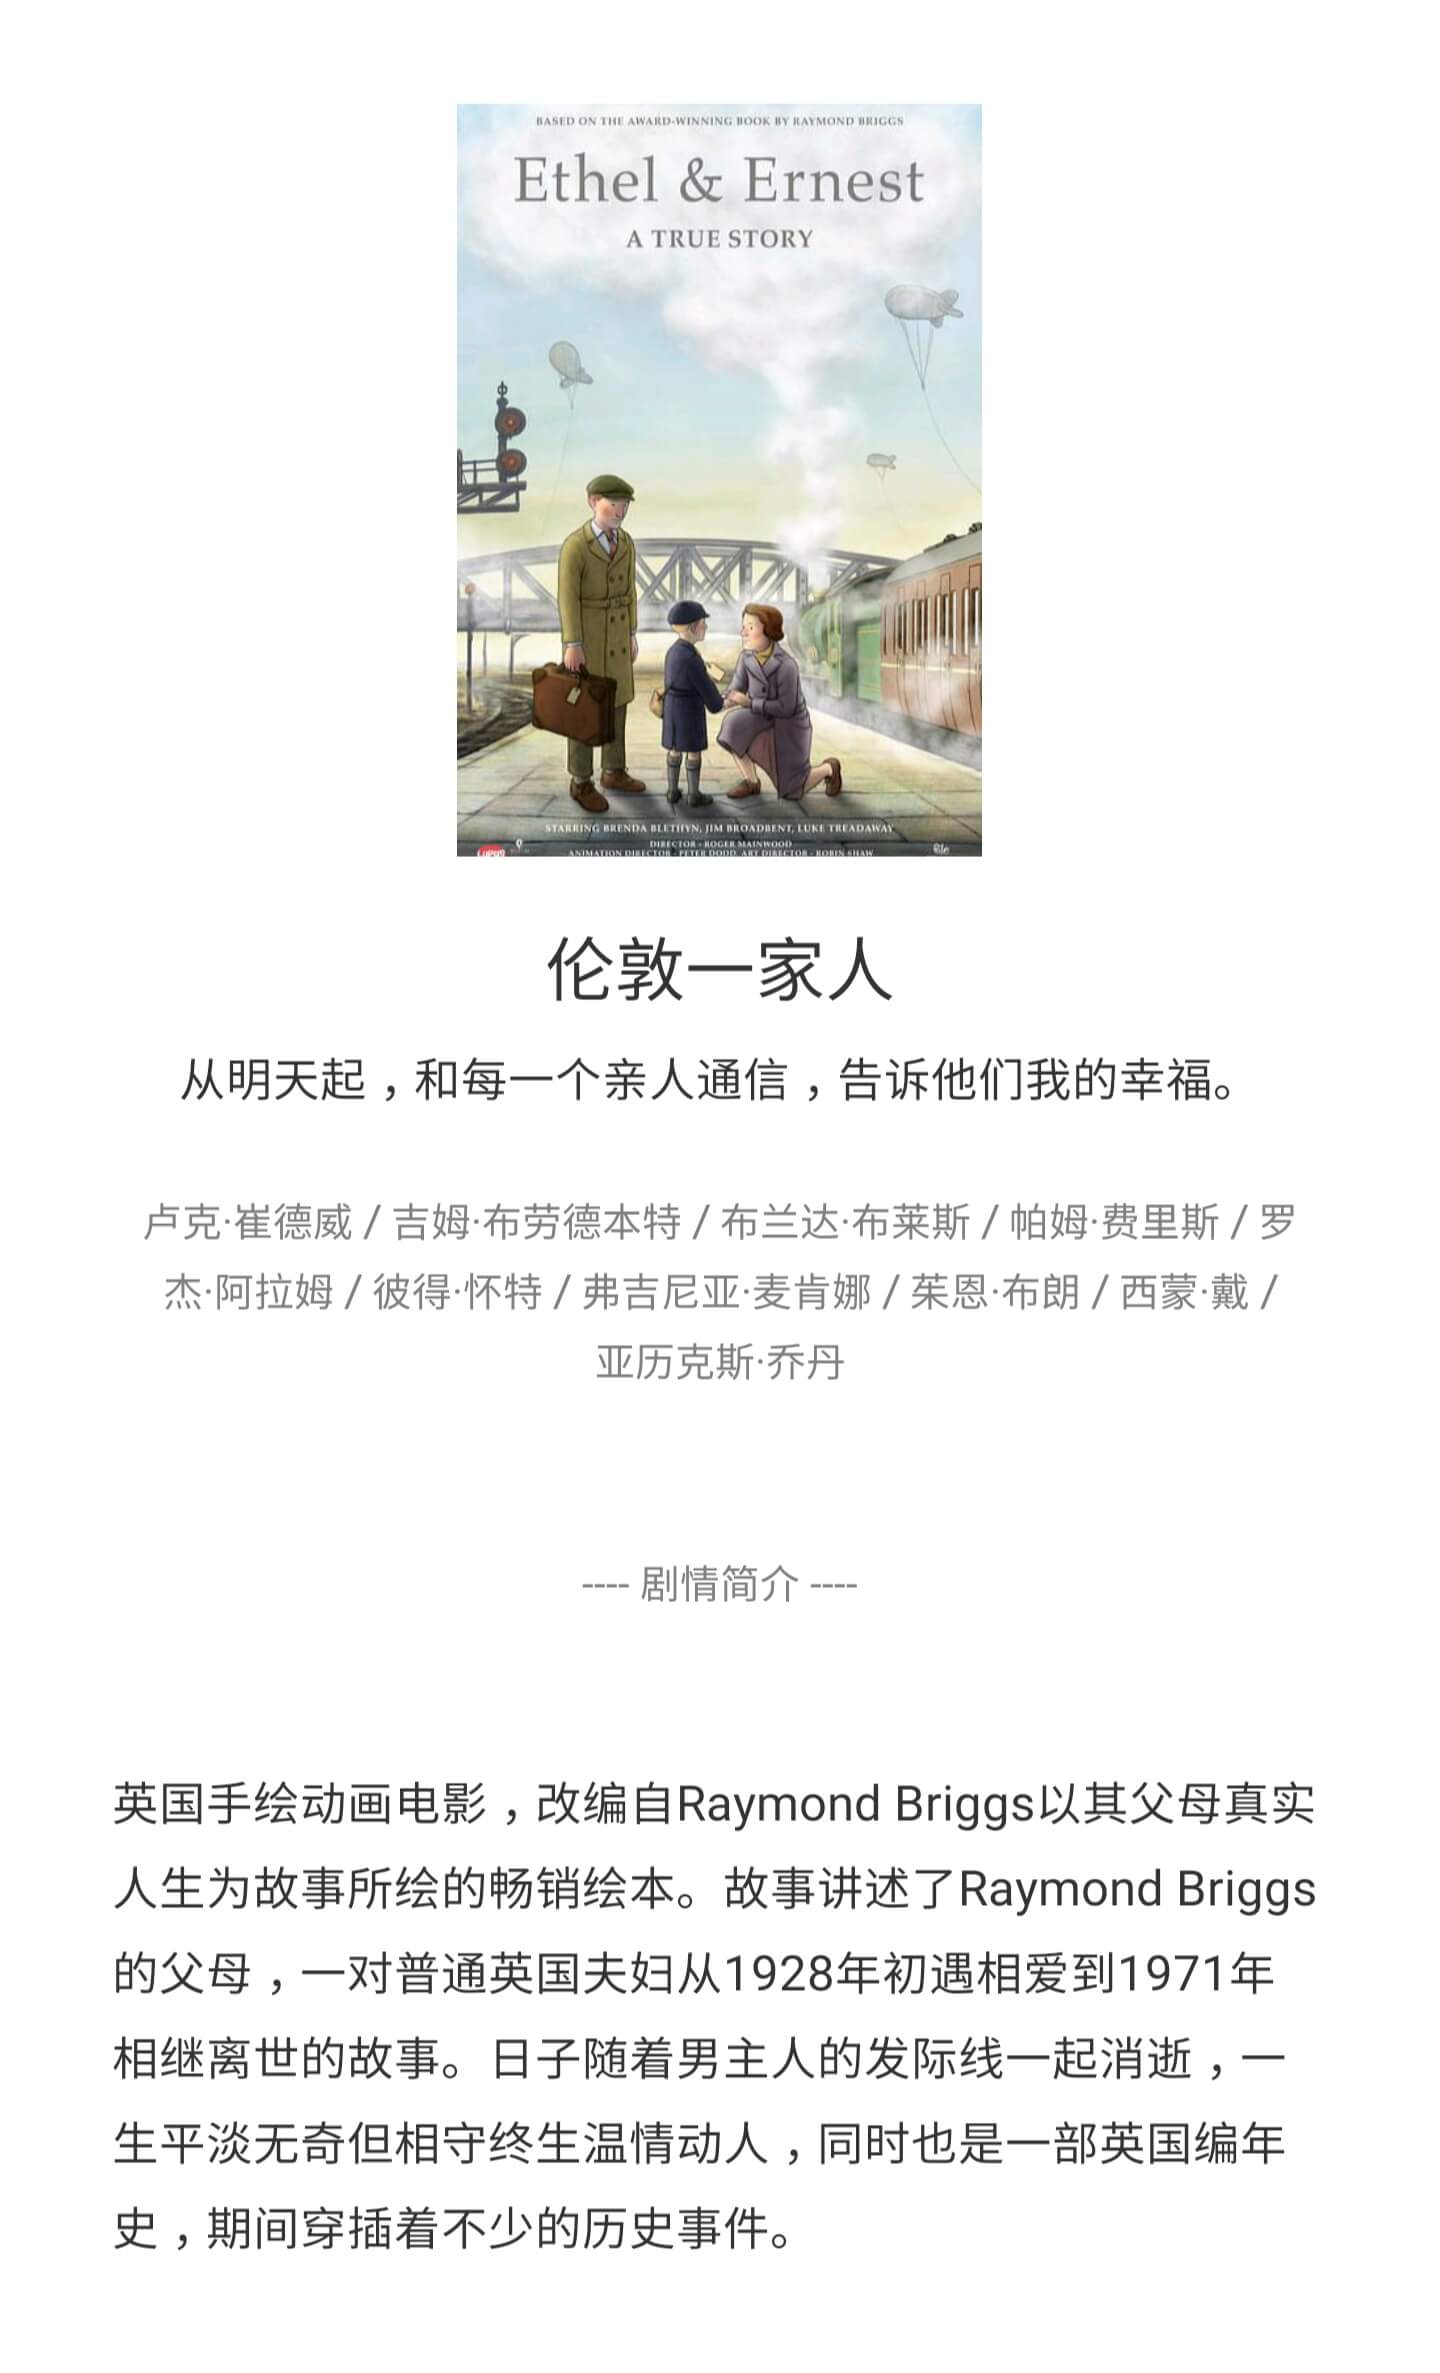 BASED ON THE AWARD-WINNING BOOK BY RAYMOND BRIGGS
Ethel & Ernest
A TRUE STORY
STARRING BRENDA BLETHYN, JIM BROADBENT, LUKE TREADAWAY
DIRECTOR - ROGER MAINWOOD
ANIMATION DIRECTOR - PETER DODD, ART DIRECTOR - ROBIN SHAW
伦敦一家人
从明天起，和每一个亲人通信，告诉他们我的幸福。
卢克·崔德威 / 吉姆·布劳德本特 / 布兰达·布莱斯 / 帕姆·费里斯 / 罗
杰·阿拉姆 / 彼得·怀特 / 弗吉尼亚·麦肯娜 / 茱恩·布朗 / 西蒙·戴 /
亚历克斯·乔丹
---- 剧情简介 ----
英国手绘动画电影，改编自Raymond Briggs以其父母真实
人生为故事所绘的畅销绘本。故事讲述了Raymond Briggs
的父母，一对普通英国夫妇从1928年初遇相爱到1971年
相继离世的故事。日子随着男主人的发际线一起消逝，一
生平淡无奇但相守终生温情动人，同时也是一部英国编年
史，期间穿插着不少的历史事件。